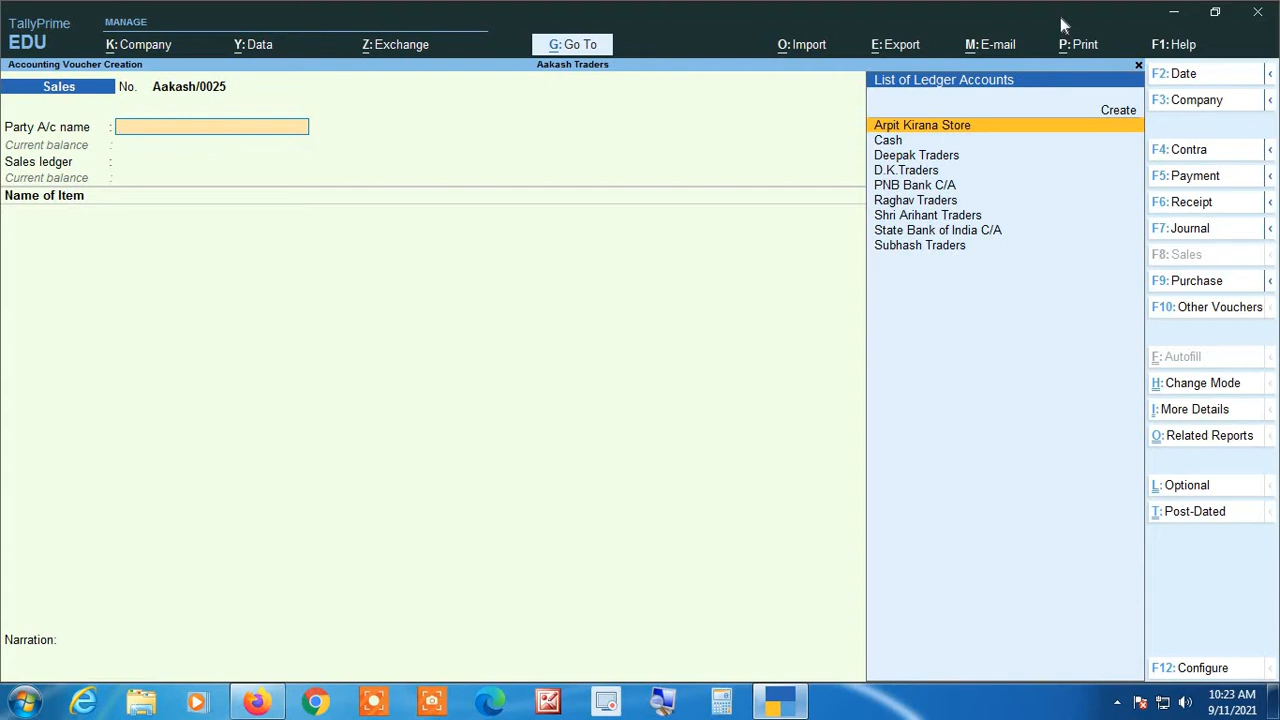 TallyPrime
EDU
MANAGE
K: Company
Y: Data
Z: Exchange
G: Go To
O: Import
E: Export
M: E-mail
P: Print
F1: Help
Accounting Voucher Creation
Aakash Traders
Sales No. Aakash/0025
Party A/c name :
Current balance :
Sales ledger :
Current balance :
Name of Item
Narration:
List of Ledger Accounts
Create
Arpit Kirana Store
Cash
Deepak Traders
D.K.Traders
PNB Bank C/A
Raghav Traders
Shri Arihant Traders
State Bank of India C/A
Subhash Traders
F2: Date
F3: Company
F4: Contra
F5: Payment
F6: Receipt
F7: Journal
F8: Sales
F9: Purchase
F10: Other Vouchers
F: Autofill
H: Change Mode
I: More Details
O: Related Reports
L: Optional
T: Post-Dated
F12: Configure
10:23 AM
9/11/2021